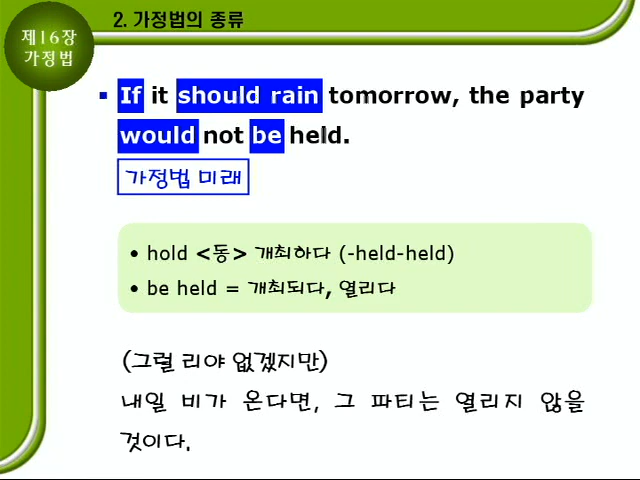 제16장
가정법
2. 가정법의 종류
▪ If it should rain tomorrow, the party
would not be held.
가정법 미래
• hold <동> 개최하다 (-held-held)
• be held = 개최되다, 열리다
(그럴 리야 없겠지만)
내일 비가 온다면, 그 파티는 열리지 않을
것이다.